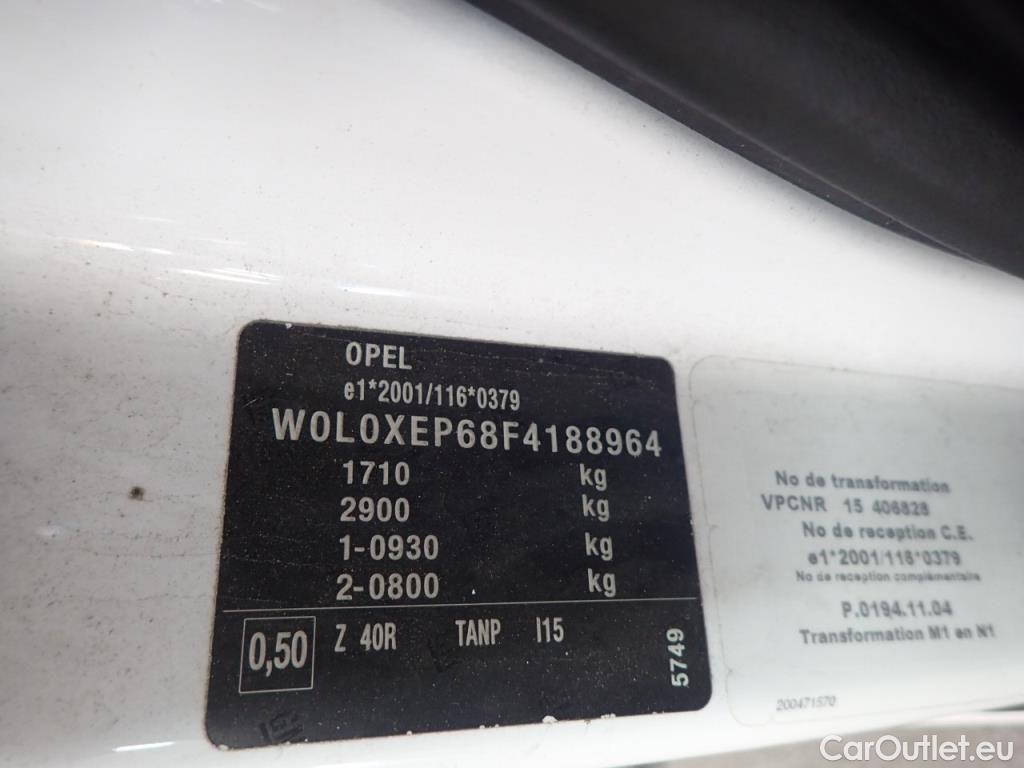 OPEL
e1*2001/116*0379
W0L0XEP68F4188964
1710 kg
2900 kg
1-0930 kg
2-0800 kg
0,50 Z 40R TANP I15
5749
No de transformation
VPCNR 15 406828
No de reception C.E.
e1*2001/116*0379
No de reception complémentaire
P.0194.11.04
Transformation M1 en N1
200471570
CarOutlet.eu